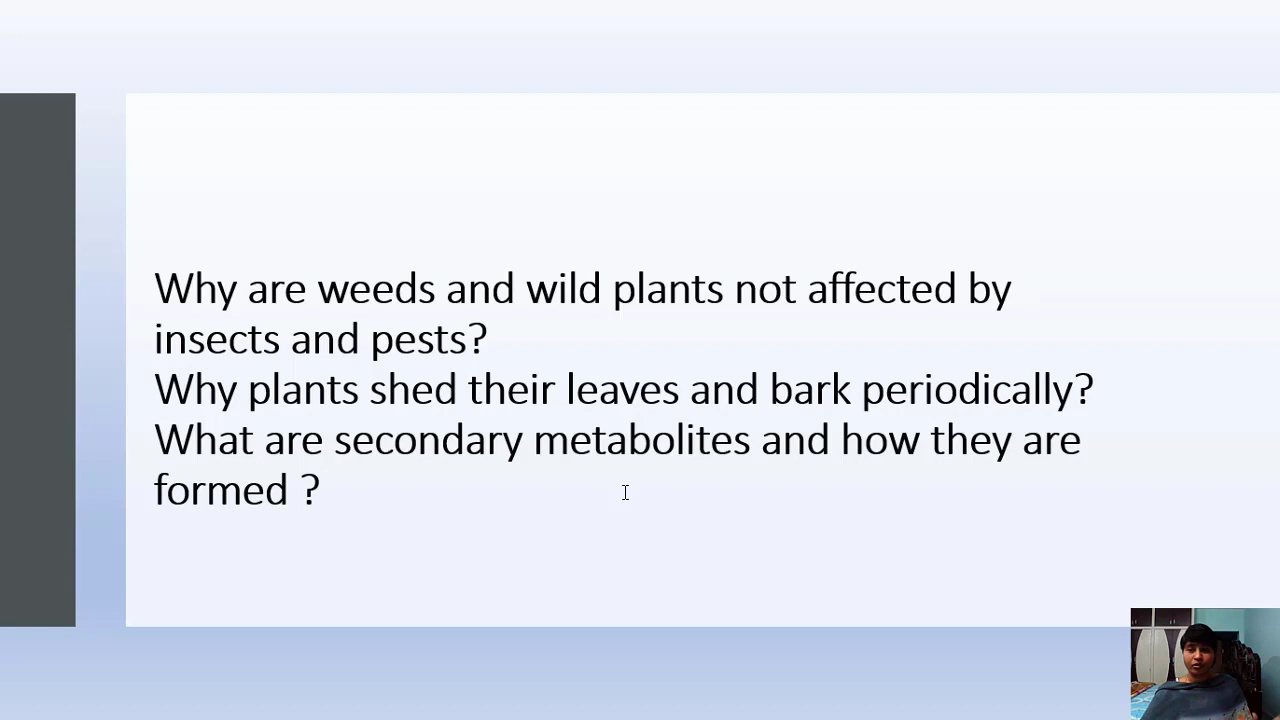 Why are weeds and wild plants not affected by
insects and pests?
Why plants shed their leaves and bark periodically?
What are secondary metabolites and how they are
formed ?